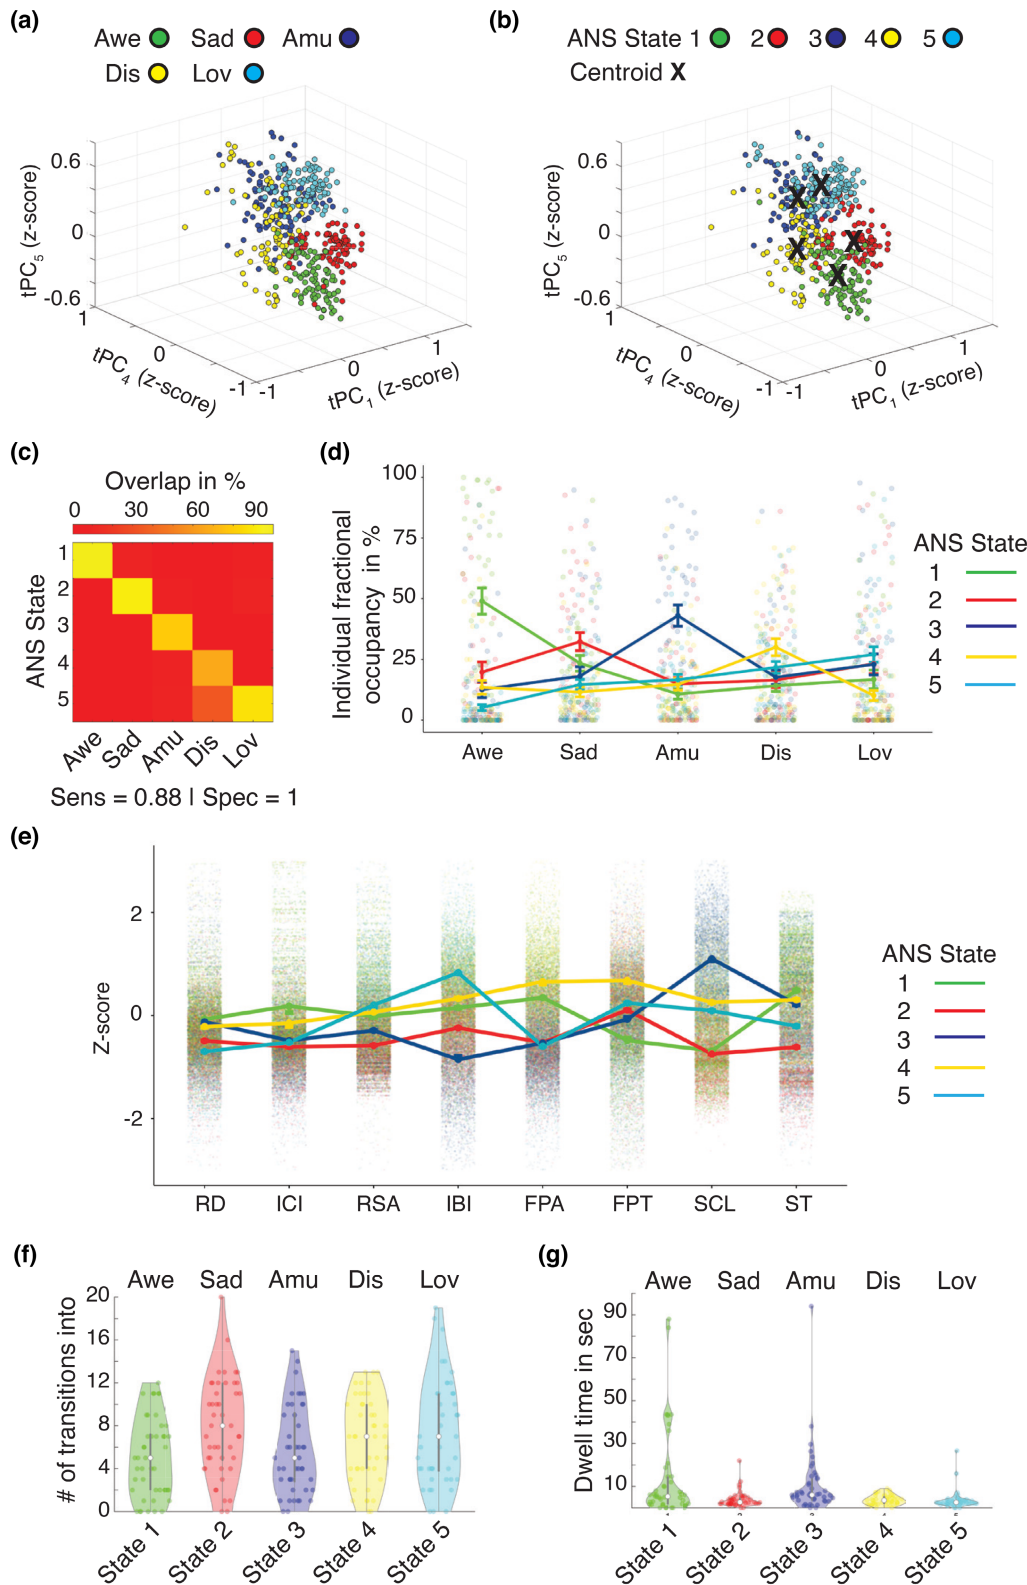 (a)
Awe Sad Amu
Dis Lov
0.6
0
-0.6
tPC5 (z-score)
1
0
-1
tPC4 (z-score)
-1
0
1
tPC1 (z-score)
(b)
ANS State 1 2 3 4 5
Centroid X
0.6
0
-0.6
tPC5 (z-score)
1
0
-1
tPC4 (z-score)
-1
0
1
tPC1 (z-score)
X X X X X
(c)
Overlap in %
0 30 60 90
ANS State
1
2
3
4
5
Awe Sad Amu Dis Lov
Sens = 0.88 | Spec = 1
(d)
Individual fractional
occupancy in %
100
75
50
25
0
Awe Sad Amu Dis Lov
ANS State
1
2
3
4
5
(e)
Z-score
2
0
-2
RD ICI RSA IBI FPA FPT SCL ST
ANS State
1
2
3
4
5
(f)
Awe Sad Amu Dis Lov
# of transitions into
20
16
12
8
4
0
State 1 State 2 State 3 State 4 State 5
(g)
Awe Sad Amu Dis Lov
Dwell time in sec
90
70
50
30
10
1 2 3 4 5
State 1 State 2 State 3 State 4 State 5